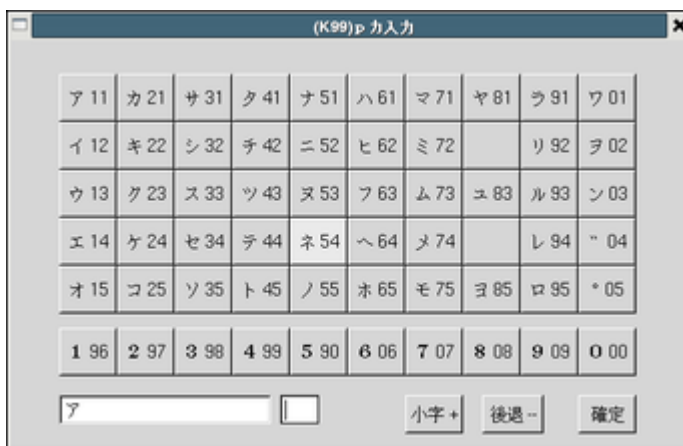 (K99)p カ入力
ア 11 カ 21 サ 31 タ 41 ナ 51 ハ 61 マ 71 ヤ 81 ラ 91 ワ 01
イ 12 キ 22 シ 32 チ 42 ニ 52 ヒ 62 ミ 72 リ 92 ヲ 02
ウ 13 ク 23 ス 33 ツ 43 ヌ 53 フ 63 ム 73 ユ 83 ル 93 ン 03
エ 14 ケ 24 セ 34 テ 44 ネ 54 ヘ 64 メ 74 レ 94 ゛ 04
オ 15 コ 25 ソ 35 ト 45 ノ 55 ホ 65 モ 75 ヨ 85 ロ 95 ゜ 05
1 96 2 97 3 98 4 99 5 90 6 06 7 07 8 08 9 09 0 00
ア 小字 + 後退 -- 確定